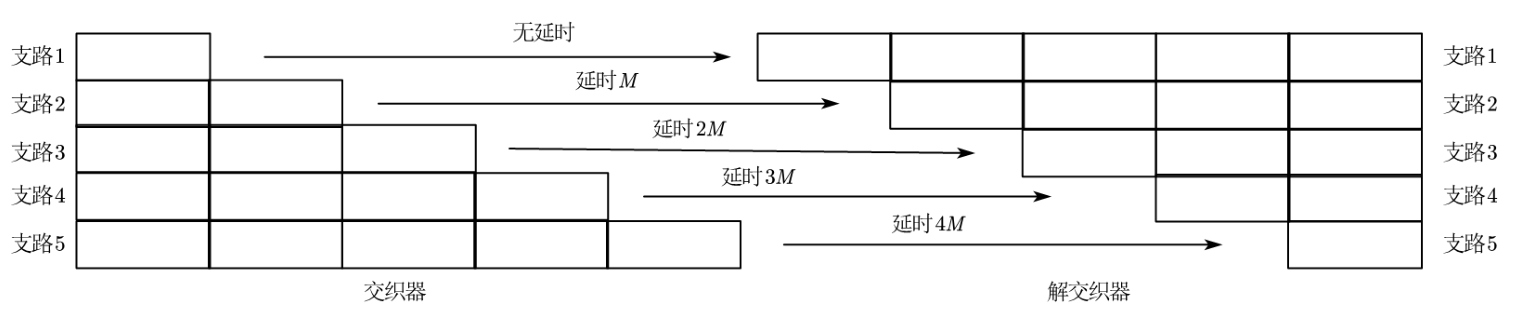 无延时
支路1 支路1
延时M
支路2 支路2
延时2M
支路3 支路3
延时3M
支路4 支路4
延时4M
支路5 支路5
交织器 解交织器